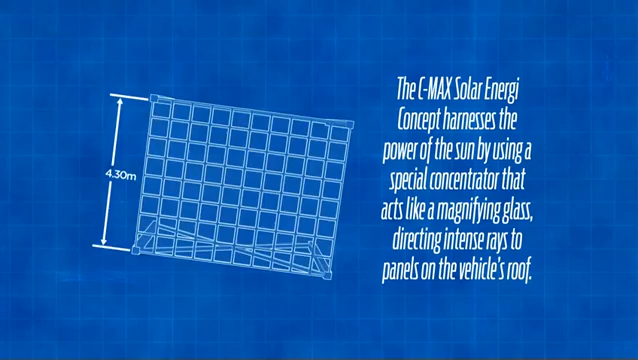 4.30m
The C-MAX Solar Energi
Concept harnesses the
power of the sun by using a
special concentrator that
acts like a magnifying glass,
directing intense rays to
panels on the vehicle's roof.